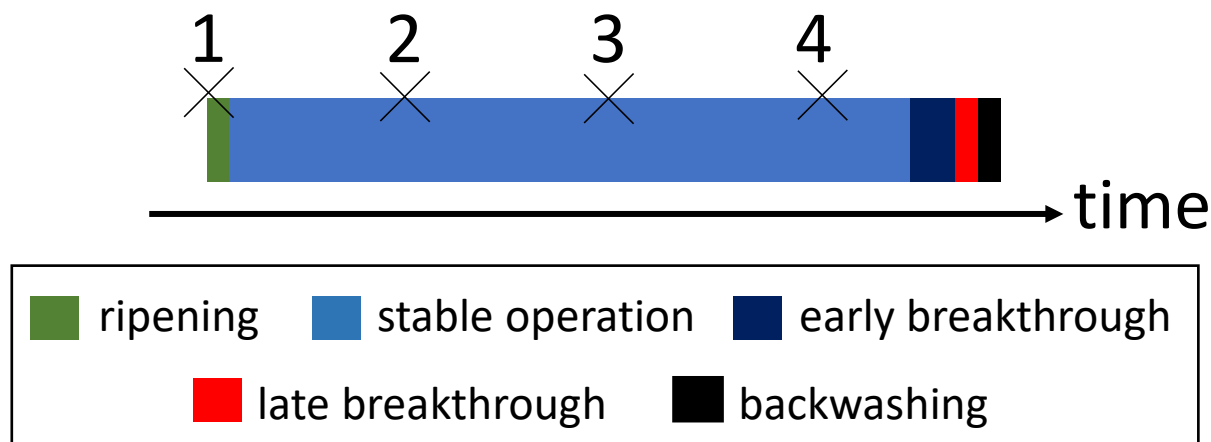 1 2 3 4
time
ripening stable operation early breakthrough
late breakthrough backwashing